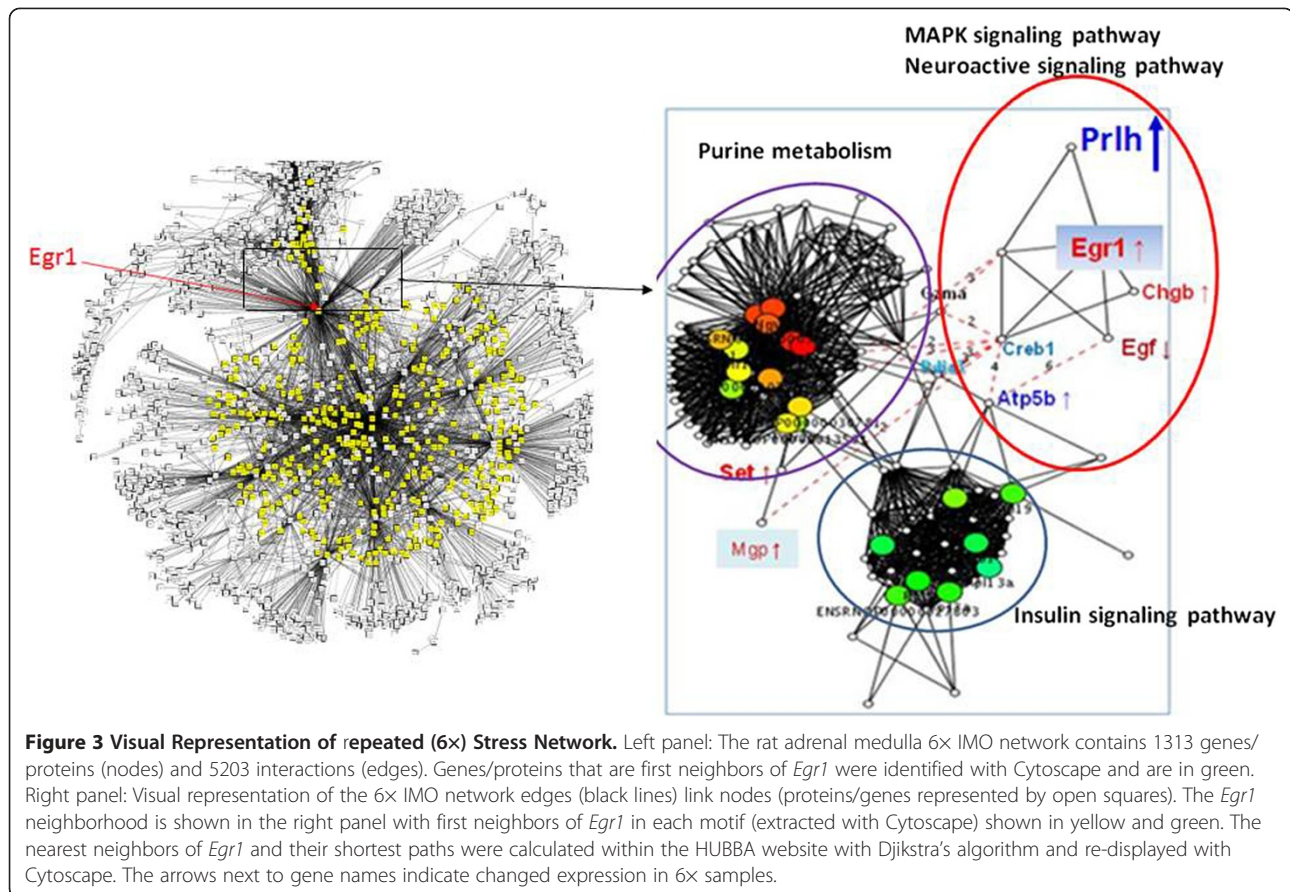 MAPK signaling pathway
Neuroactive signaling pathway
Prlh
Purine metabolism
Egr1
Egr1 ↑
3
Chgb ↑
2
Creb1
Egf ↓
4
6
Atp5b ↑
Set ↑
Mgp ↑
Insulin signaling pathway
Figure 3 Visual Representation of repeated (6×) Stress Network. Left panel: The rat adrenal medulla 6× IMO network contains 1313 genes/
proteins (nodes) and 5203 interactions (edges). Genes/proteins that are first neighbors of Egr1 were identified with Cytoscape and are in green.
Right panel: Visual representation of the 6× IMO network edges (black lines) link nodes (proteins/genes represented by open squares). The Egr1
neighborhood is shown in the right panel with first neighbors of Egr1 in each motif (extracted with Cytoscape) shown in yellow and green. The
nearest neighbors of Egr1 and their shortest paths were calculated within the HUBBA website with Djikstra's algorithm and re-displayed with
Cytoscape. The arrows next to gene names indicate changed expression in 6× samples.